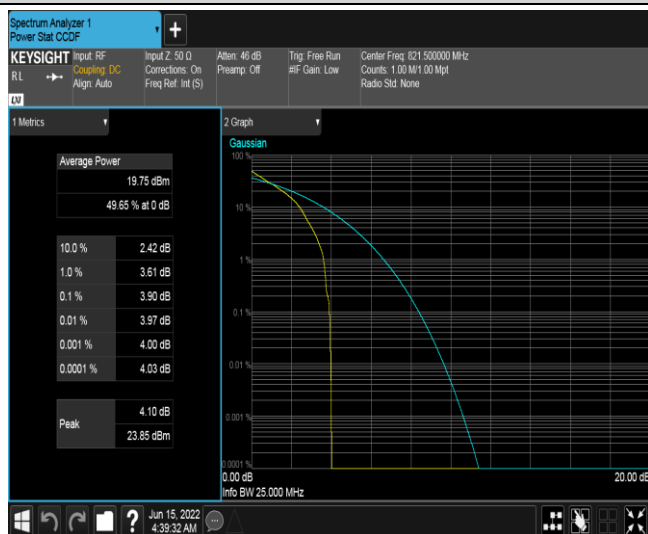 Spectrum Analyzer 1
Power Stat CCDF
+
KEYSIGHT Input: RF Input Z: 50 Ω Atten: 46 dB Trig: Free Run Center Freq: 821.500000 MHz
RL Coupling: DC Corrections: On Preamp: Off #IF Gain: Low Counts: 1.00 M/1.00 Mpt
Align: Auto Freq Ref: Int (S) Radio Std: None
LXI
1 Metrics
2 Graph
Average Power
19.75 dBm
49.65 % at 0 dB
10.0 % 2.42 dB
1.0 % 3.61 dB
0.1 % 3.90 dB
0.01 % 3.97 dB
0.001 % 4.00 dB
0.0001 % 4.03 dB
Peak
4.10 dB
23.85 dBm
Gaussian
100 %
10 %
1 %
0.1 %
0.01 %
0.001 %
0.0001 %
0.00 dB 20.00 dB
Info BW 25.000 MHz
? Jun 15, 2022
4:39:32 AM